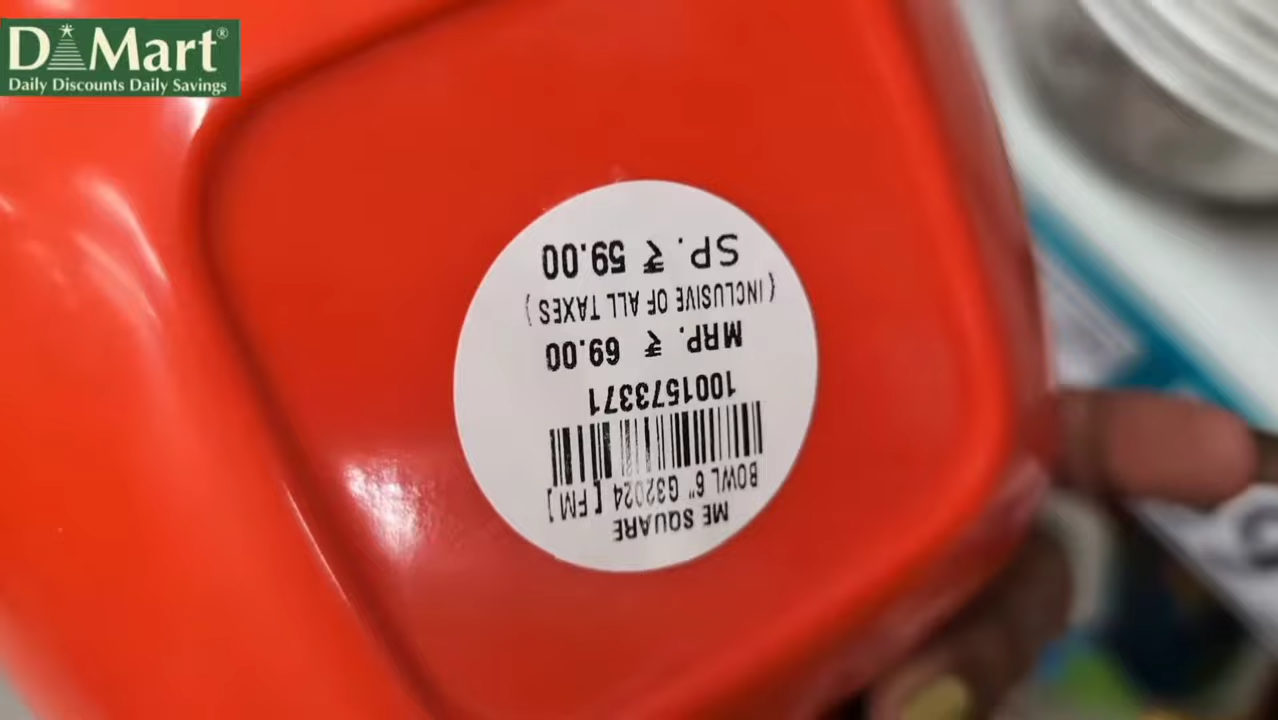 D Mart®
Daily Discounts Daily Savings
ME SQUARE
BOWL 6" G32024 [ FM ]
1001573371
MRP. ₹ 69.00
( INCLUSIVE OF ALL TAXES )
SP. ₹ 59.00